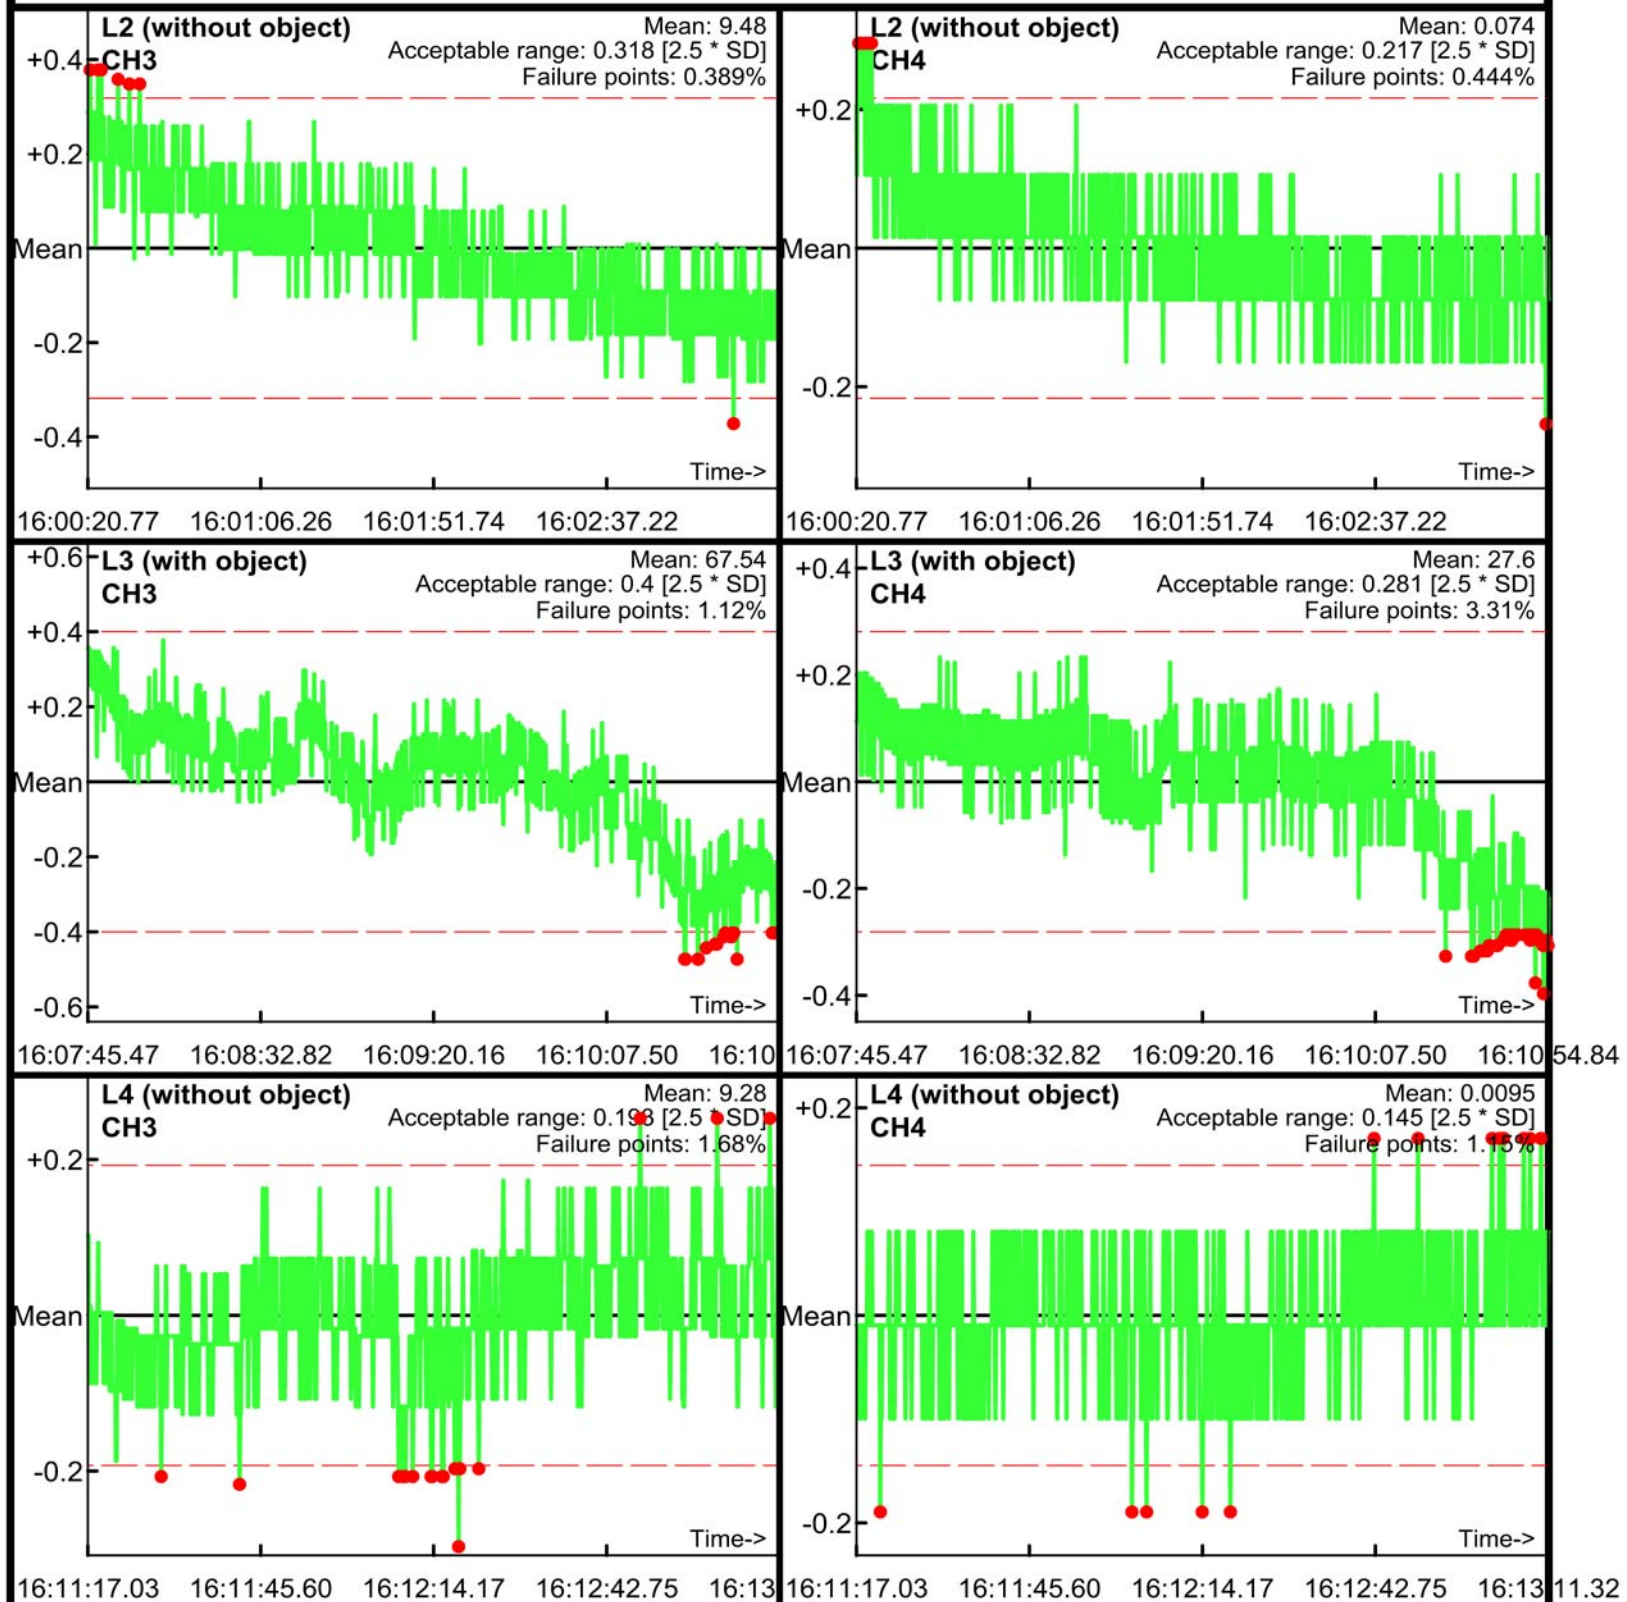 L2 (without object)
CH3
Mean: 9.48
Acceptable range: 0.318 [2.5 * SD]
Failure points: 0.389%
+0.4
+0.2
Mean
-0.2
-0.4
Time->
16:00:20.77 16:01:06.26 16:01:51.74 16:02:37.22
L2 (without object)
CH4
Mean: 0.074
Acceptable range: 0.217 [2.5 * SD]
Failure points: 0.444%
+0.2
Mean
-0.2
Time->
16:00:20.77 16:01:06.26 16:01:51.74 16:02:37.22
L3 (with object)
CH3
Mean: 67.54
Acceptable range: 0.4 [2.5 * SD]
Failure points: 1.12%
+0.6
+0.4
+0.2
Mean
-0.2
-0.4
-0.6
Time->
16:07:45.47 16:08:32.82 16:09:20.16 16:10:07.50 16:10
L3 (with object)
CH4
Mean: 27.6
Acceptable range: 0.281 [2.5 * SD]
Failure points: 3.31%
+0.4
+0.2
Mean
-0.2
-0.4
Time->
16:07:45.47 16:08:32.82 16:09:20.16 16:10:07.50 16:10:54.84
L4 (without object)
CH3
Mean: 9.28
Acceptable range: 0.193 [2.5 * SD]
Failure points: 1.68%
+0.2
Mean
-0.2
Time->
16:11:17.03 16:11:45.60 16:12:14.17 16:12:42.75 16:13
L4 (without object)
CH4
Mean: 0.0095
Acceptable range: 0.145 [2.5 * SD]
Failure points:
+0.2
Mean
-0.2
Time->
16:11:17.03 16:11:45.60 16:12:14.17 16:12:42.75 16:13:11.32